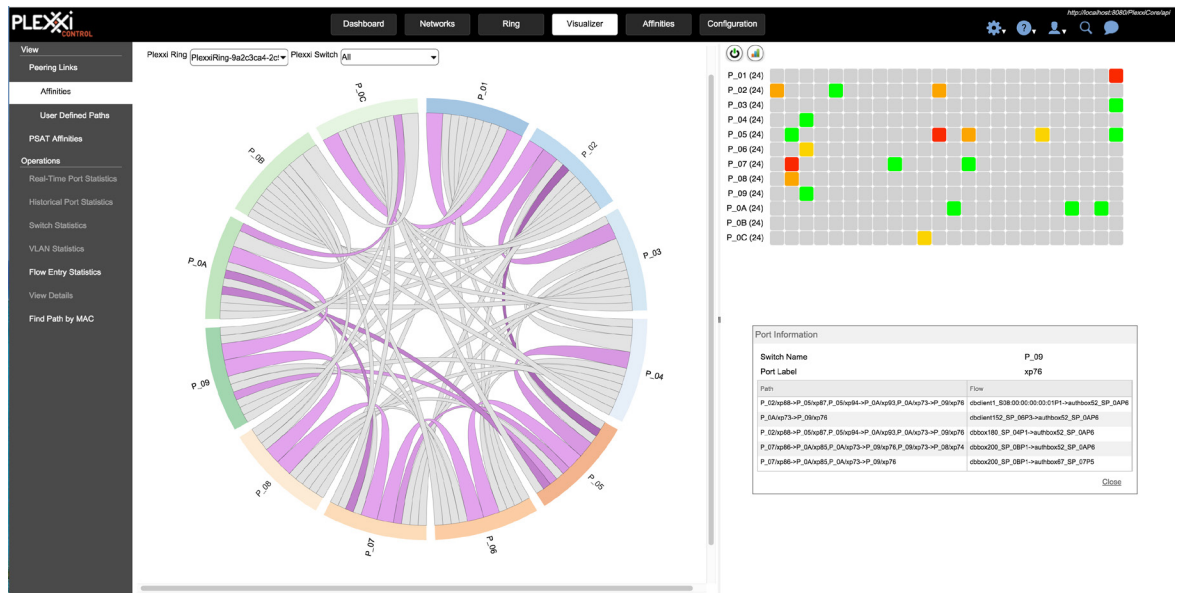 PLEXXi
CONTROL
Dashboard
Networks
Ring
Visualizer
Affinities
Configuration
http://localhost:8080/PlexxiCore/api
View
Peering Links
Affinities
User Defined Paths
PSAT Affinities
Operations
Real-Time Port Statistics
Historical Port Statistics
Switch Statistics
VLAN Statistics
Flow Entry Statistics
View Details
Find Path by MAC
Plexxi Ring PlexxiRing-9a2c3ca4-2c Plexxi Switch All
P_01
P_02
P_03
P_04
P_05
P_06
P_07
P_08
P_09
P_0A
P_0B
P_0C
P_01 (24)
P_02 (24)
P_03 (24)
P_04 (24)
P_05 (24)
P_06 (24)
P_07 (24)
P_08 (24)
P_09 (24)
P_0A (24)
P_0B (24)
P_0C (24)
Port Information
Switch Name P_09
Port Label xp76
Path Flow
P_02/xp88->P_05/xp87,P_05/xp94->P_0A/xp93,P_0A/xp73->P_09/xp76 dbclient1_S08:00:00:00:00:01P1->authbox52_SP_0AP6
P_0A/xp73->P_09/xp76 dbclient152_SP_06P3->authbox52_SP_0AP6
P_02/xp88->P_05/xp87,P_05/xp94->P_0A/xp93,P_0A/xp73->P_09/xp76 dbbox180_SP_04P1->authbox52_SP_0AP6
P_07/xp86->P_0A/xp85,P_0A/xp73->P_09/xp76,P_09/xp73->P_08/xp74 dbbox200_SP_0BP1->authbox52_SP_0AP6
P_07/xp86->P_0A/xp85,P_0A/xp73->P_09/xp76 dbbox200_SP_0BP1->authbox67_SP_07P5
Close